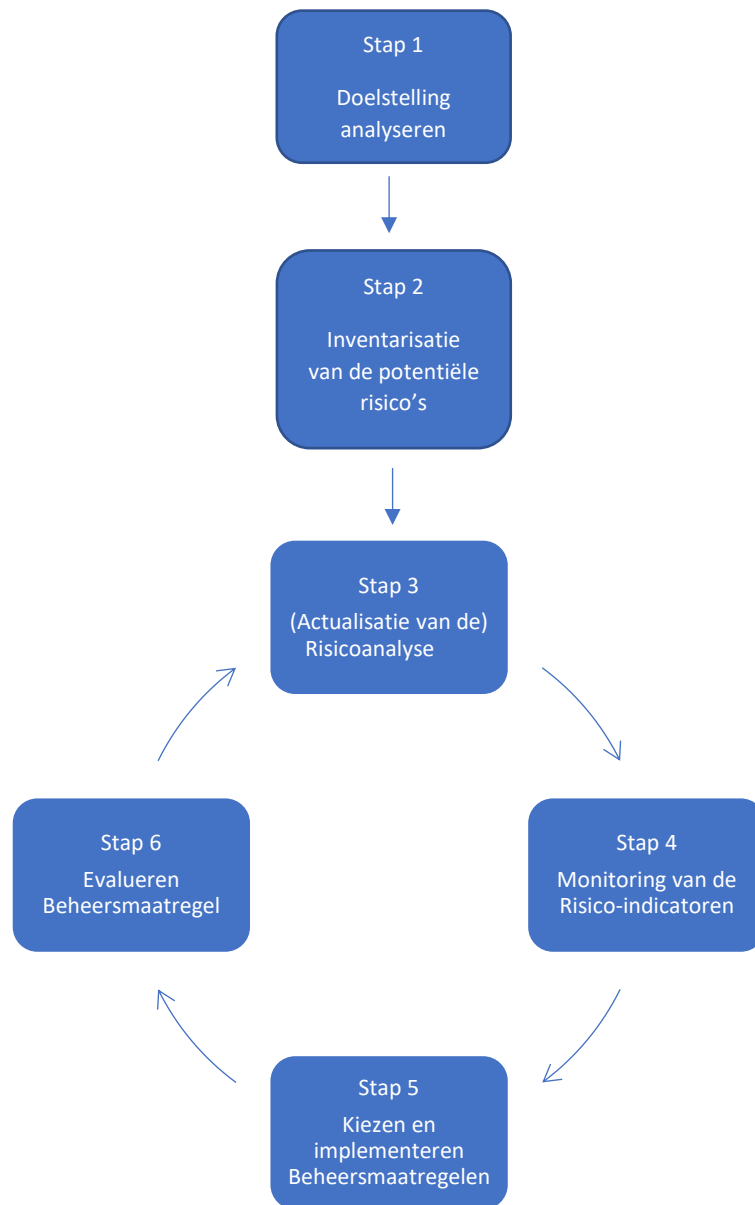 Stap 1
Doelstelling
analyseren
Stap 2
Inventarisatie
van de potentiële
risico’s
Stap 3
(Actualisatie van de)
Risicoanalyse
Stap 4
Monitoring van de
Risico-indicatoren
Stap 5
Kiezen en
implementeren
Beheersmaatregelen
Stap 6
Evalueren
Beheersmaatregel